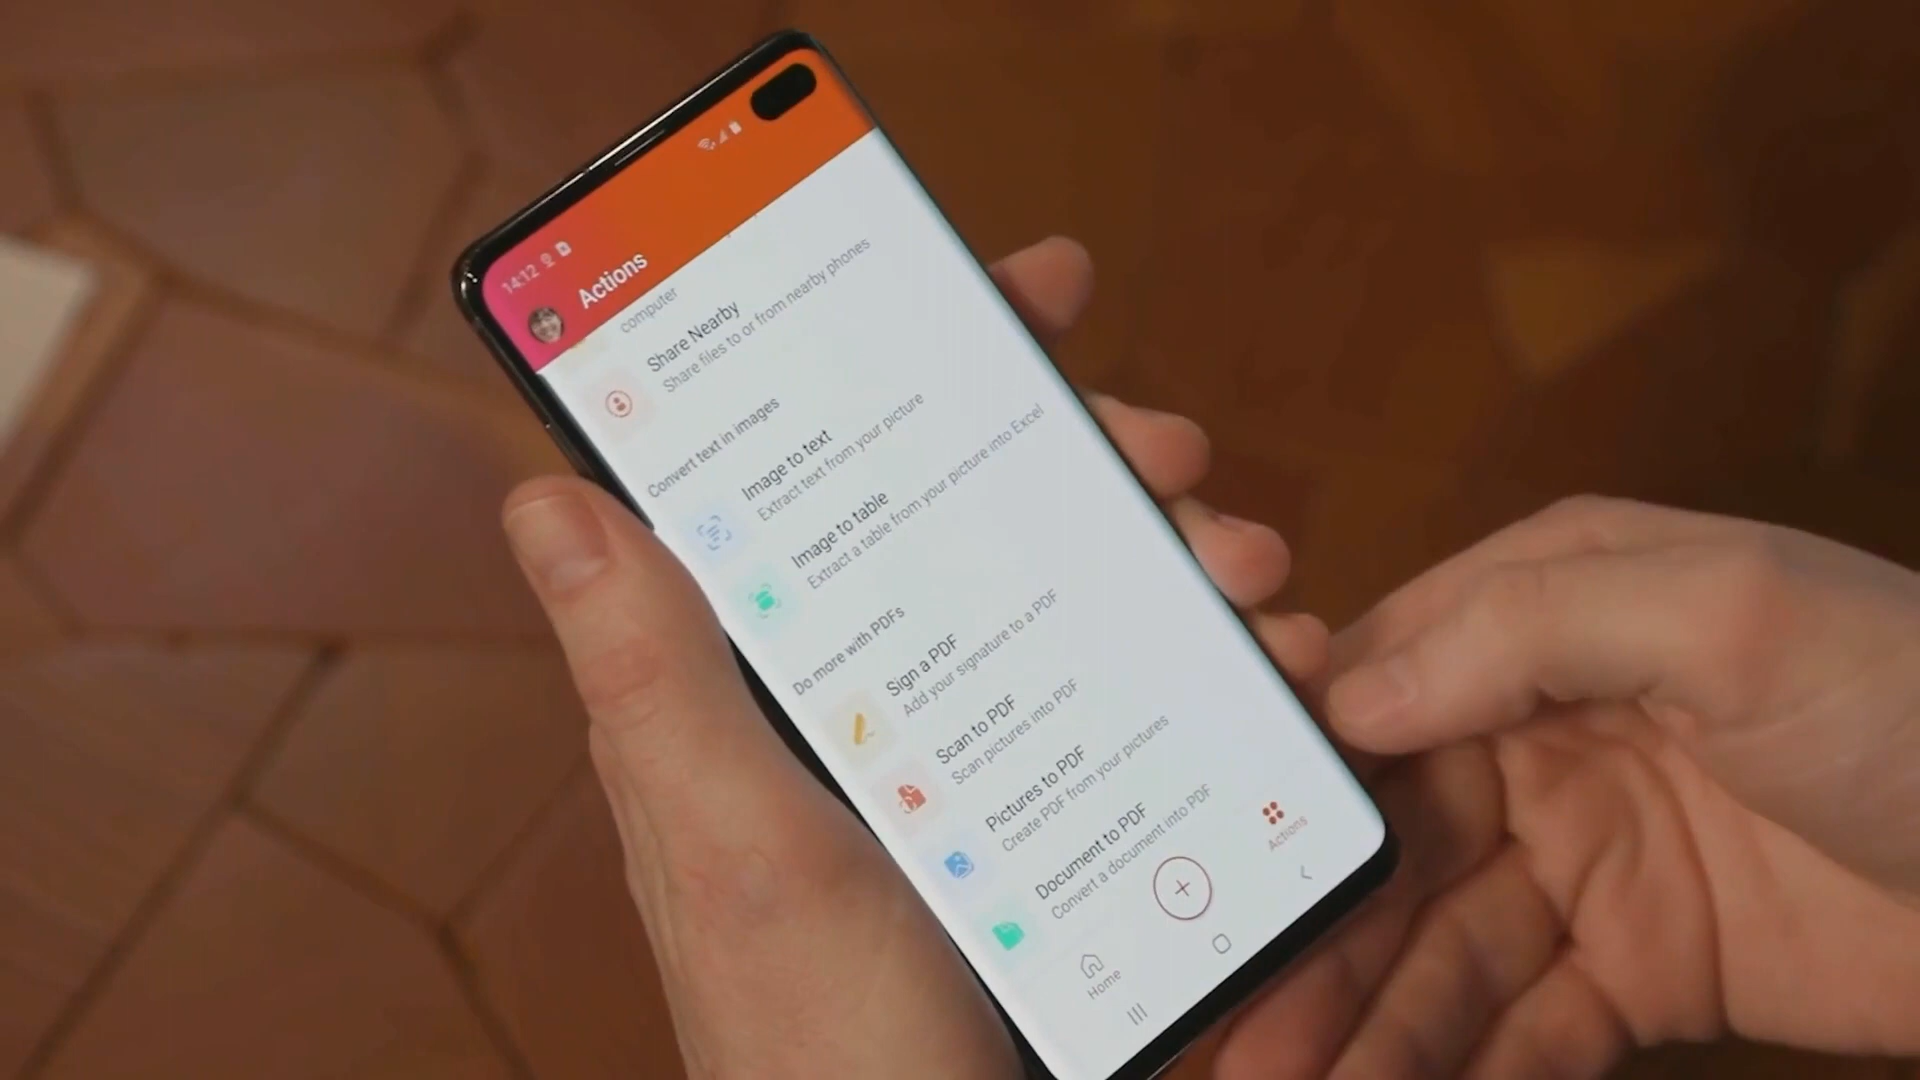 14:12
Actions
computer
Share Nearby
Share files to or from nearby phones
Convert text in images
Image to text
Extract text from your picture
Image to table
Extract a table from your picture into Excel
Do more with PDFs
Sign a PDF
Add your signature to a PDF
Scan to PDF
Scan pictures into PDF
Pictures to PDF
Create PDF from your pictures
Document to PDF
Convert a document into PDF
Home
Actions